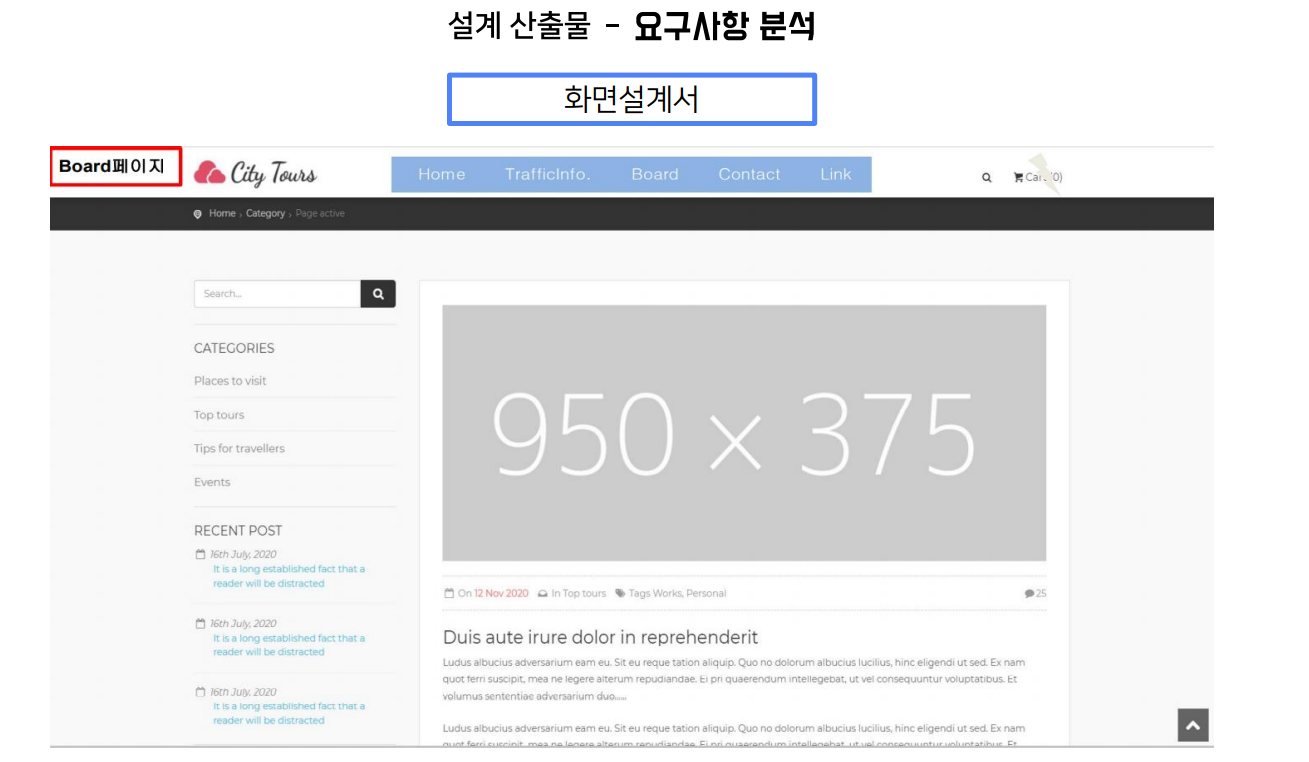 설계 산출물 - 요구사항 분석
화면설계서
Board페이지
City Tours
Home TrafficInfo. Board Contact Link
Cart (0)
Home › Category › Page active
Search...
CATEGORIES
Places to visit
Top tours
Tips for travellers
Events
RECENT POST
16th July, 2020
It is a long established fact that a
reader will be distracted
16th July, 2020
It is a long established fact that a
reader will be distracted
16th July, 2020
It is a long established fact that a
reader will be distracted
950 × 375
On 12 Nov 2020 In Top tours Tags Works, Personal 25
Duis aute irure dolor in reprehenderit
Ludus albucius adversarium eam eu. Sit eu reque tation aliquip. Quo no dolorum albucius lucilius, hinc eligendi ut sed. Ex nam
quot ferri suscipit, mea ne legere alterum repudiandae. Ei pri quaerendum intellegebat, ut vel consequuntur voluptatibus. Et
volumus sententiae adversarium duo......
Ludus albucius adversarium eam eu. Sit eu reque tation aliquip. Quo no dolorum albucius lucilius, hinc eligendi ut sed. Ex nam
quot ferri suscipit, mea ne legere alterum repudiandae. Ei pri quaerendum intellegebat, ut vel consequuntur voluptatibus. Et